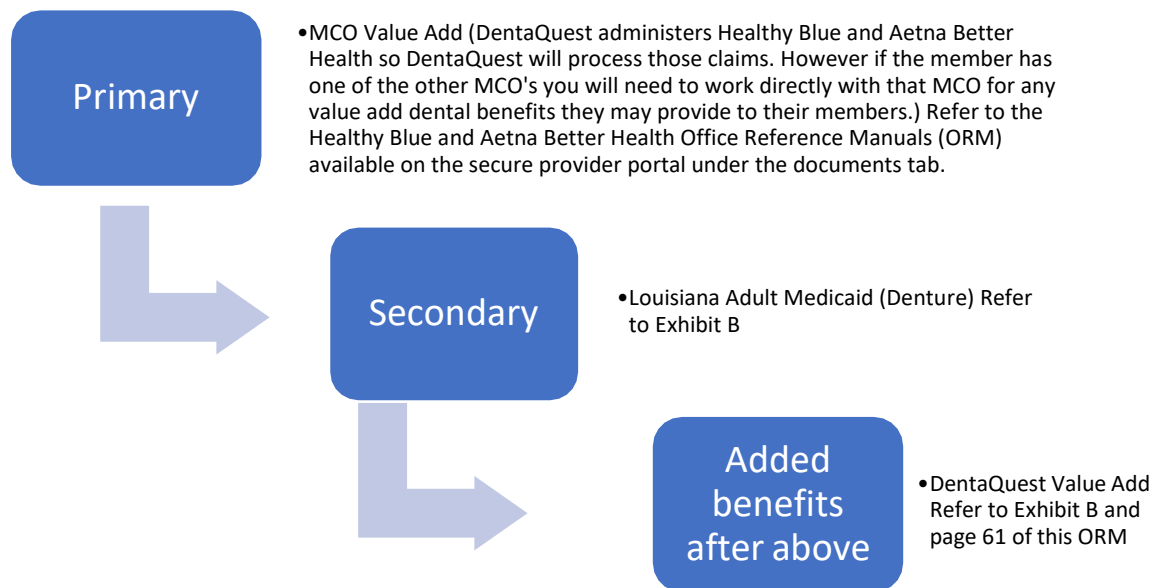 Primary
•MCO Value Add (DentaQuest administers Healthy Blue and Aetna Better
Health so DentaQuest will process those claims. However if the member has
one of the other MCO's you will need to work directly with that MCO for any
value add dental benefits they may provide to their members.) Refer to the
Healthy Blue and Aetna Better Health Office Reference Manuals (ORM)
available on the secure provider portal under the documents tab.
Secondary
•Louisiana Adult Medicaid (Denture) Refer
to Exhibit B
Added
benefits
after above
•DentaQuest Value Add
Refer to Exhibit B and
page 61 of this ORM